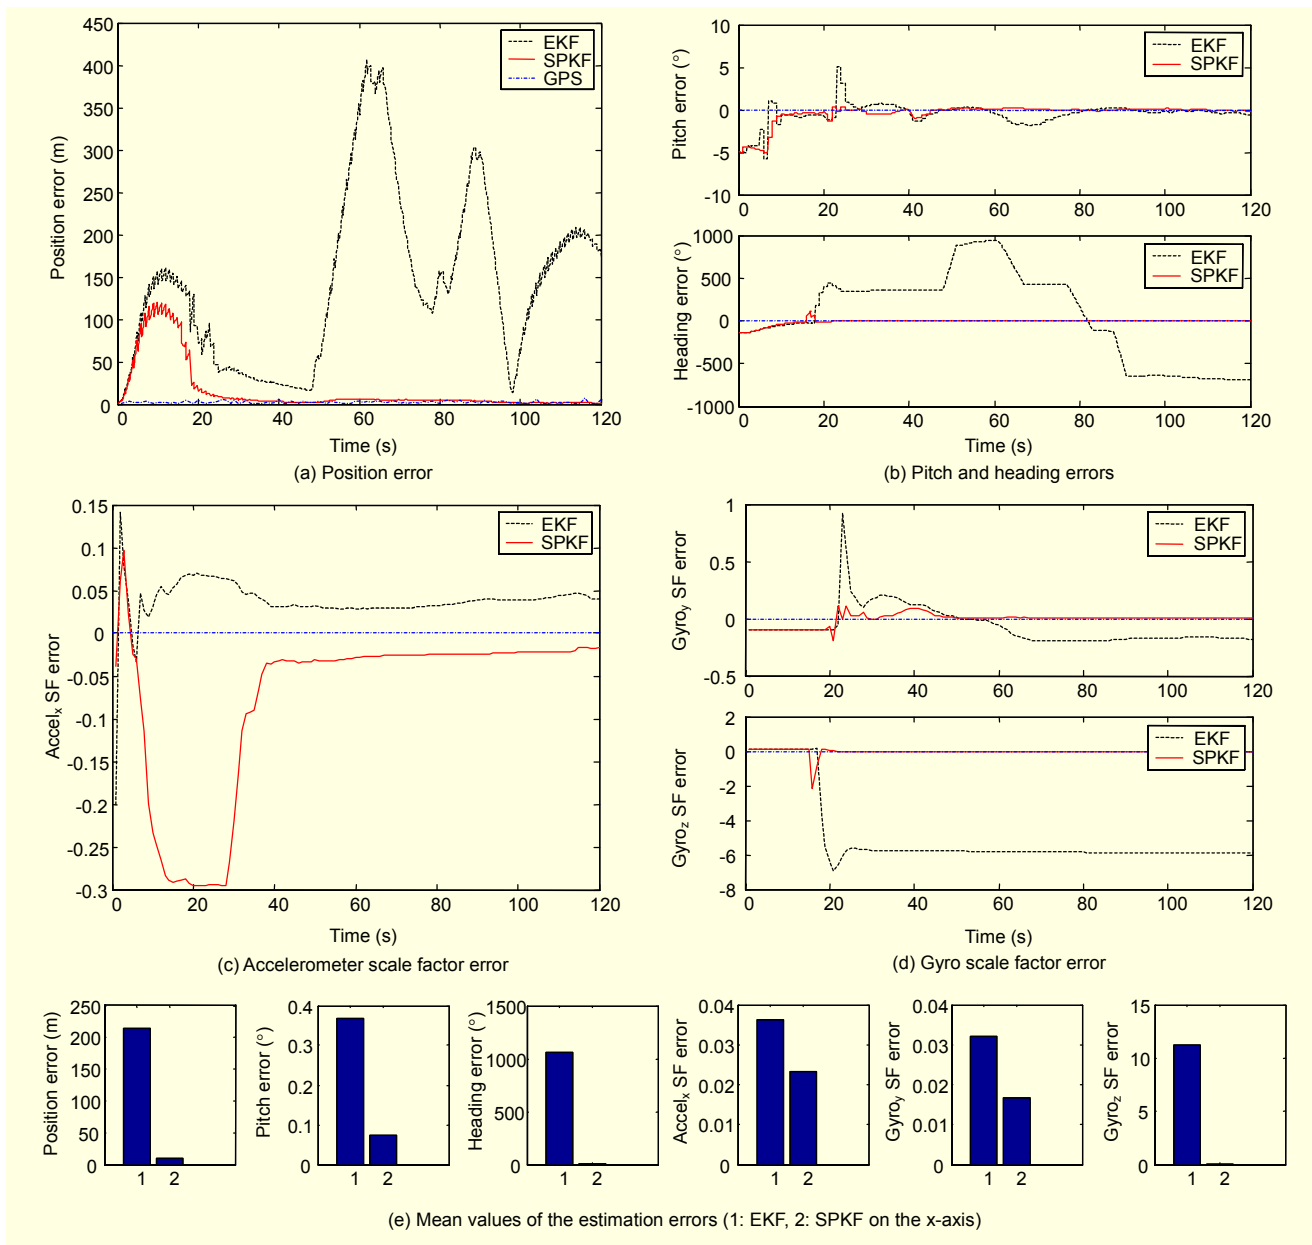 450
400
350
300
250
200
150
100
50
0
Position error (m)
EKF
SPKF
GPS
0 20 40 60 80 100 120
Time (s)
(a) Position error
10
5
0
-5
-10
Pitch error (°)
EKF
SPKF
0 20 40 60 80 100 120
1000
500
0
-500
-1000
Heading error (°)
EKF
SPKF
0 20 40 60 80 100 120
Time (s)
(b) Pitch and heading errors
0.15
0.1
0.05
0
-0.05
-0.1
-0.15
-0.2
-0.25
-0.3
Accelx SF error
EKF
SPKF
0 20 40 60 80 100 120
Time (s)
(c) Accelerometer scale factor error
1
0.5
0
-0.5
Gyroy SF error
EKF
SPKF
0 20 40 60 80 100 120
2
0
-2
-4
-6
-8
Gyroz SF error
EKF
SPKF
0 20 40 60 80 100 120
Time (s)
(d) Gyro scale factor error
250
200
150
100
50
0
Position error (m)
1 2
0.4
0.3
0.2
0.1
0
Pitch error (°)
1 2
1500
1000
500
0
Heading error (°)
1 2
0.04
0.03
0.02
0.01
0
Accelx SF error
1 2
0.04
0.03
0.02
0.01
0
Gyroy SF error
1 2
15
10
5
0
Gyroz SF error
1 2
(e) Mean values of the estimation errors (1: EKF, 2: SPKF on the x-axis)